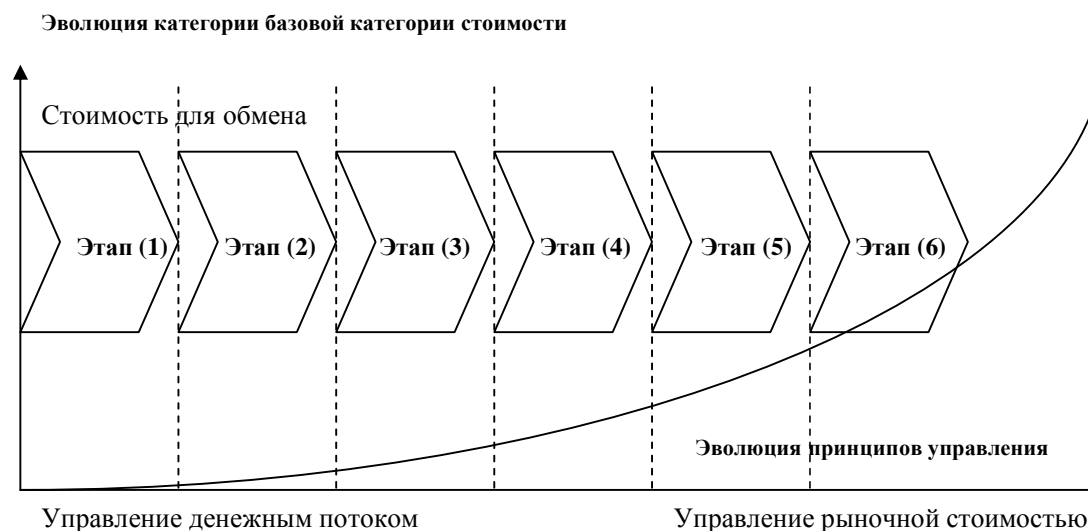 Эволюция категории базовой категории стоимости
Стоимость для обмена
Этап (1) Этап (2) Этап (3) Этап (4) Этап (5) Этап (6)
Эволюция принципов управления
Управление денежным потоком Управление рыночной стоимостью